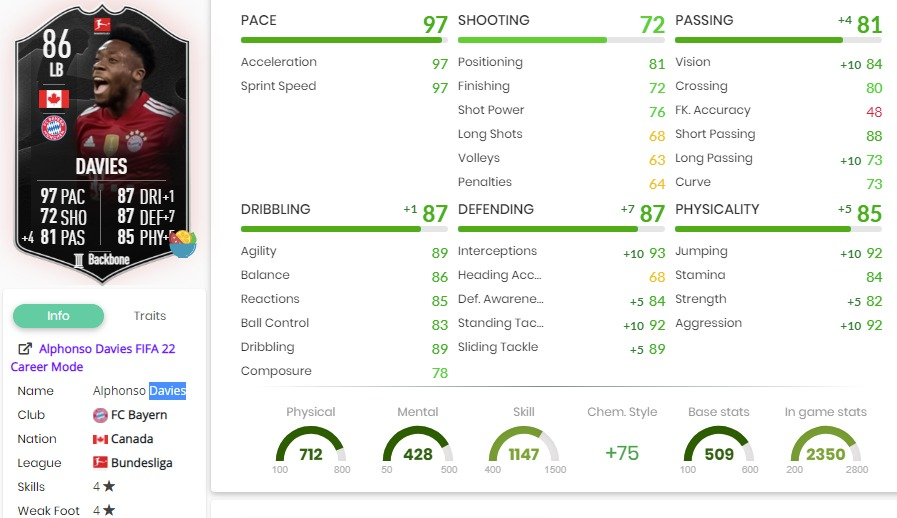 86
LB
DAVIES
97 PAC 87 DRI+1
72 SHO 87 DEF+7
+4 81 PAS 85 PHY+
Backbone
Info Traits
Alphonso Davies FIFA 22
Career Mode
Name Alphonso Davies
Club FC Bayern
Nation Canada
League Bundesliga
Skills 4★
Weak Foot 4★
PACE 97
Acceleration 97
Sprint Speed 97
SHOOTING 72
Positioning 81
Finishing 72
Shot Power 76
Long Shots 68
Volleys 63
Penalties 64
PASSING +4 81
Vision +10 84
Crossing 80
FK. Accuracy 48
Short Passing 88
Long Passing +10 73
Curve 73
DRIBBLING +1 87
Agility 89
Balance 86
Reactions 85
Ball Control 83
Dribbling 89
Composure 78
DEFENDING +7 87
Interceptions +10 93
Heading Acc... 68
Def. Awarene... +5 84
Standing Tac... +10 92
Sliding Tackle +5 89
PHYSICALITY +5 85
Jumping +10 92
Stamina 84
Strength +5 82
Aggression +10 92
Physical
712
100 800
Mental
428
50 500
Skill
1147
400 1500
Chem. Style
+75
Base stats
509
100 600
In game stats
2350
200 2800